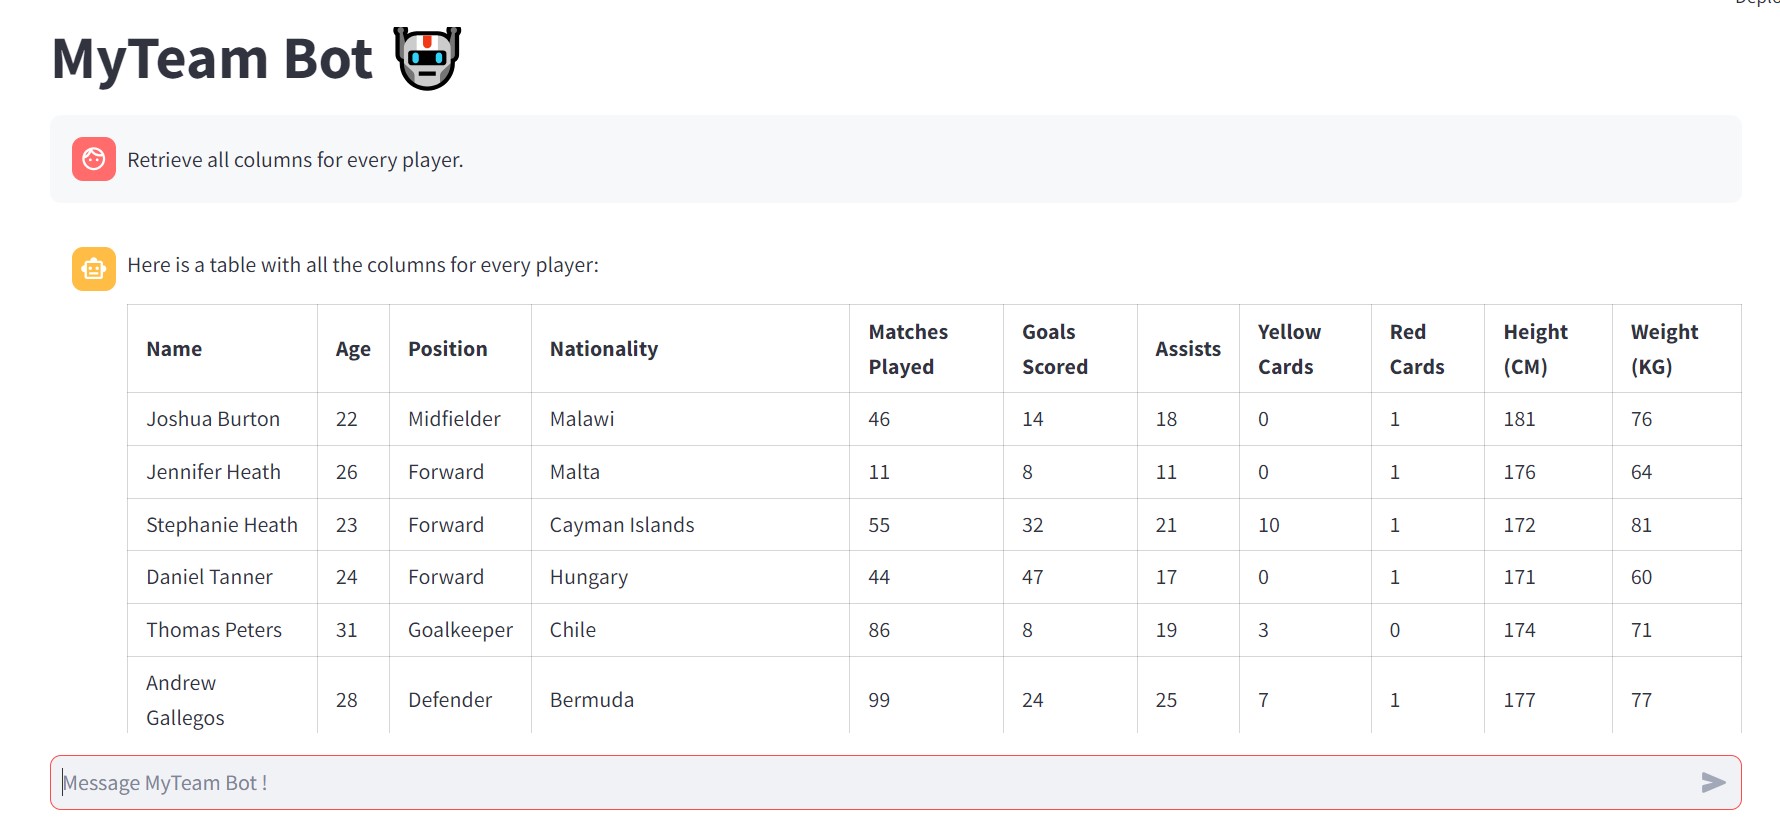 MyTeam Bot
Retrieve all columns for every player.
Here is a table with all the columns for every player:
Name Age Position Nationality Matches Played Goals Scored Assists Yellow Cards Red Cards Height (CM) Weight (KG)
Joshua Burton 22 Midfielder Malawi 46 14 18 0 1 181 76
Jennifer Heath 26 Forward Malta 11 8 11 0 1 176 64
Stephanie Heath 23 Forward Cayman Islands 55 32 21 10 1 172 81
Daniel Tanner 24 Forward Hungary 44 47 17 0 1 171 60
Thomas Peters 31 Goalkeeper Chile 86 8 19 3 0 174 71
Andrew Gallegos 28 Defender Bermuda 99 24 25 7 1 177 77
Message MyTeam Bot !